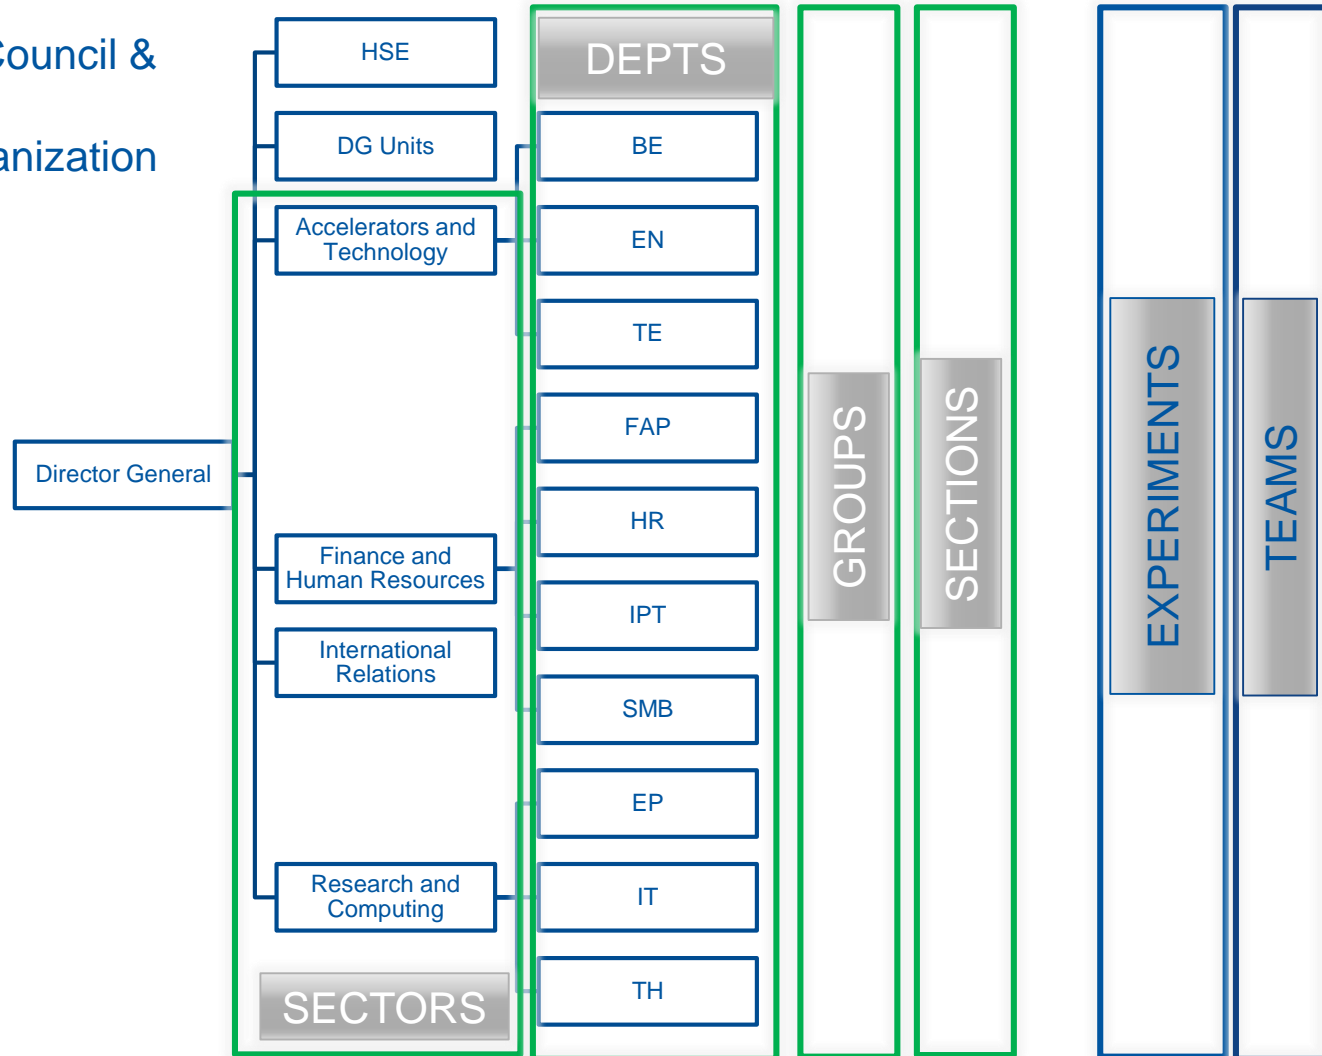 Council &
HSE
DEPTS
DG Units
BE
Accelerators and
Technology
EN
TE
FAP
Director General
HR
Finance and
Human Resources
IPT
International
Relations
SMB
EP
Research and
Computing
IT
TH
SECTORS
GROUPS
SECTIONS
EXPERIMENTS
TEAMS